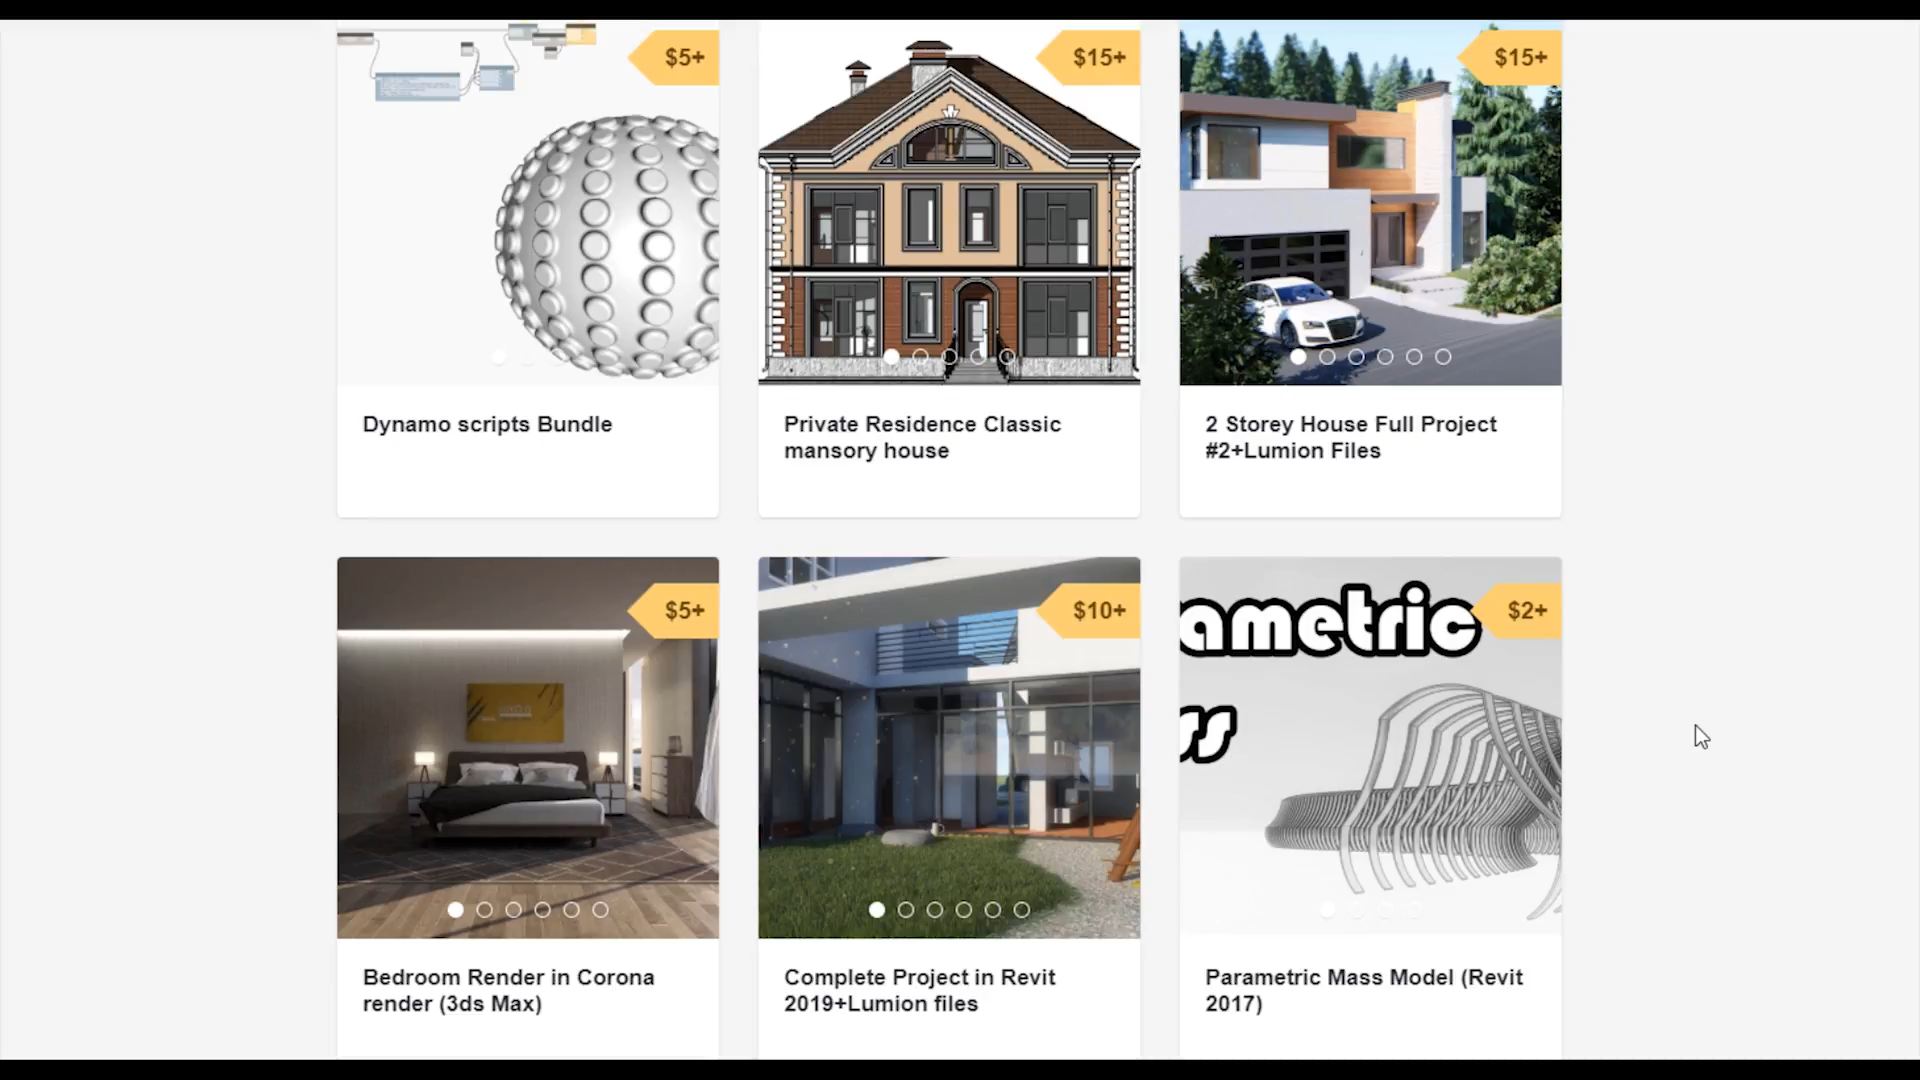 $5+
$15+
$15+
Dynamo scripts Bundle
Private Residence Classic
mansory house
2 Storey House Full Project
#2+Lumion Files
$5+
$10+
ametric
$2+
ss
Bedroom Render in Corona
render (3ds Max)
Complete Project in Revit
2019+Lumion files
Parametric Mass Model (Revit
2017)